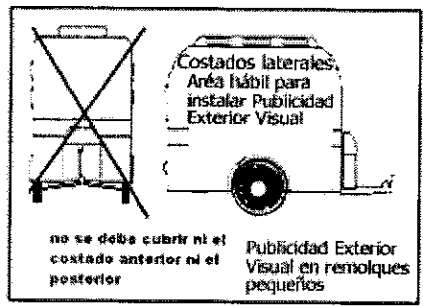 Costados laterales,
Area hábil para
instalar Publicidad
Exterior Visual
no se debe cubrir ni el
costado anterior ni el
posterior
Publicidad Exterior
Visual en remolques
pequeños